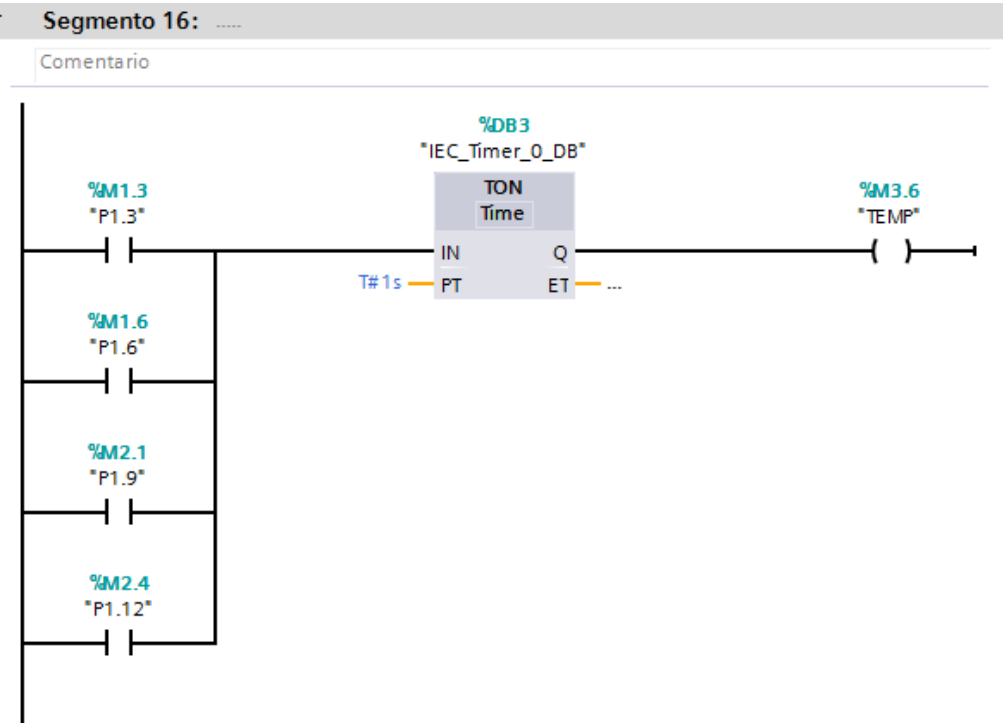 Segmento 16: .....
Comentario
%DB3
"IEC_Timer_0_DB"
%M1.3
"P1.3"
TON
Time
%M3.6
"TEMP"
IN
Q
T#1s
PT
ET
...
%M1.6
"P1.6"
%M2.1
"P1.9"
%M2.4
"P1.12"